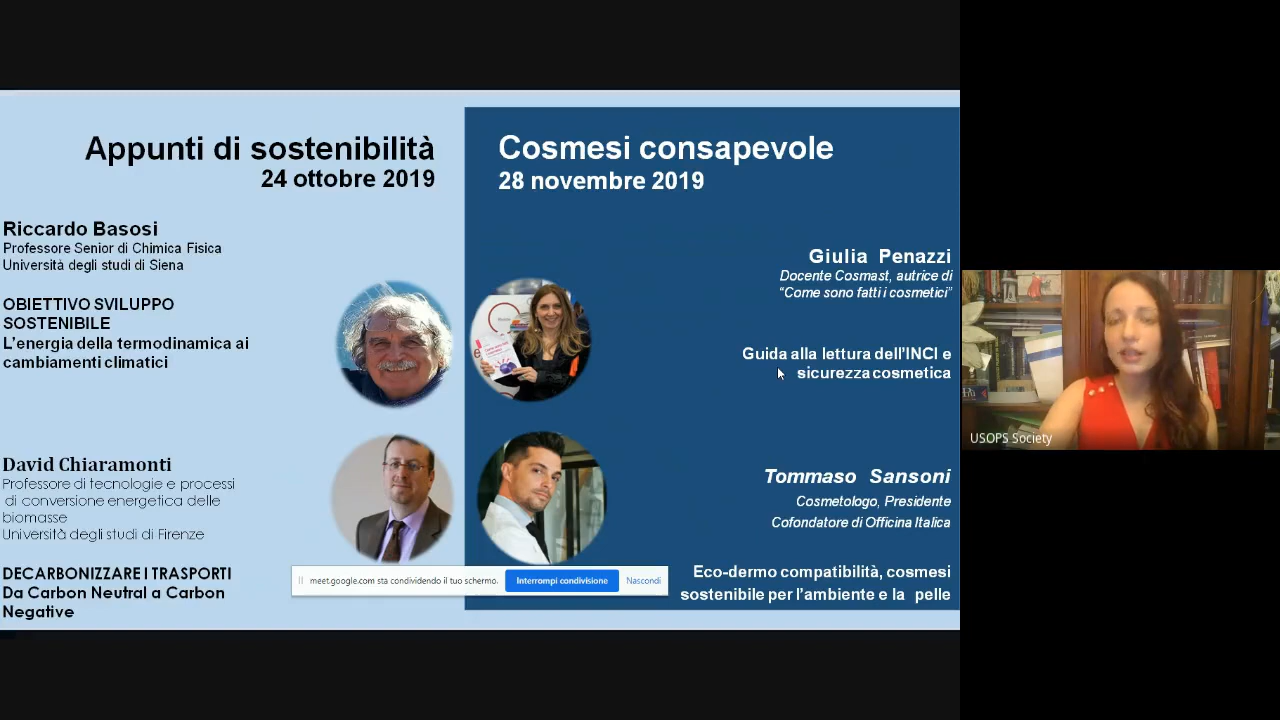 Appunti di sostenibilità
24 ottobre 2019
Riccardo Basosi
Professore Senior di Chimica Fisica
Università degli studi di Siena
OBIETTIVO SVILUPPO
SOSTENIBILE
L'energia della termodinamica ai
cambiamenti climatici
David Chiaramonti
Professore di tecnologie e processi
di conversione energetica delle
biomasse
Università degli studi di Firenze
DECARBONIZZARE I TRASPORTI
Da Carbon Neutral a Carbon
Negative
Cosmesi consapevole
28 novembre 2019
Giulia Penazzi
Docente Cosmast, autrice di
“Come sono fatti i cosmetici”
Guida alla lettura dell'INCI e
sicurezza cosmetica
Tommaso Sansoni
Cosmetologo, Presidente
Cofondatore di Officina Italica
Eco-dermo compatibilità, cosmesi
sostenibile per l'ambiente e la pelle
meet.google.com sta condividendo il tuo schermo.
Interrompi condivisione
Nascondi
USOPS Society